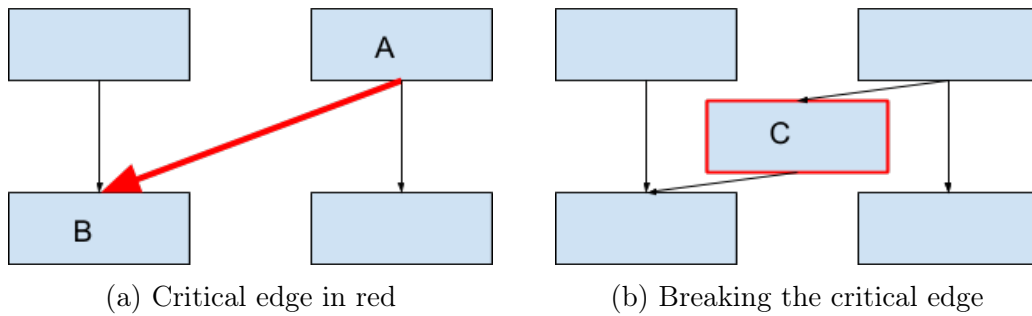 A
B
C
(a) Critical edge in red
(b) Breaking the critical edge